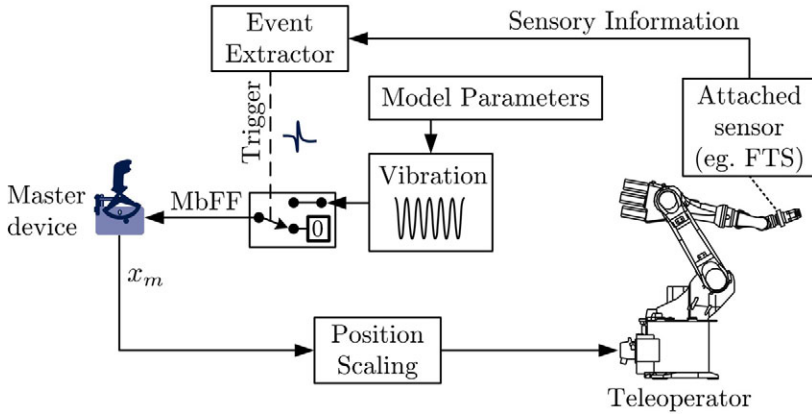 Event
Extractor
Sensory Information
Trigger
Model Parameters
Attached
sensor
(eg. FTS)
Vibration
Master
device
MbFF
0
x_m
Position
Scaling
Teleoperator